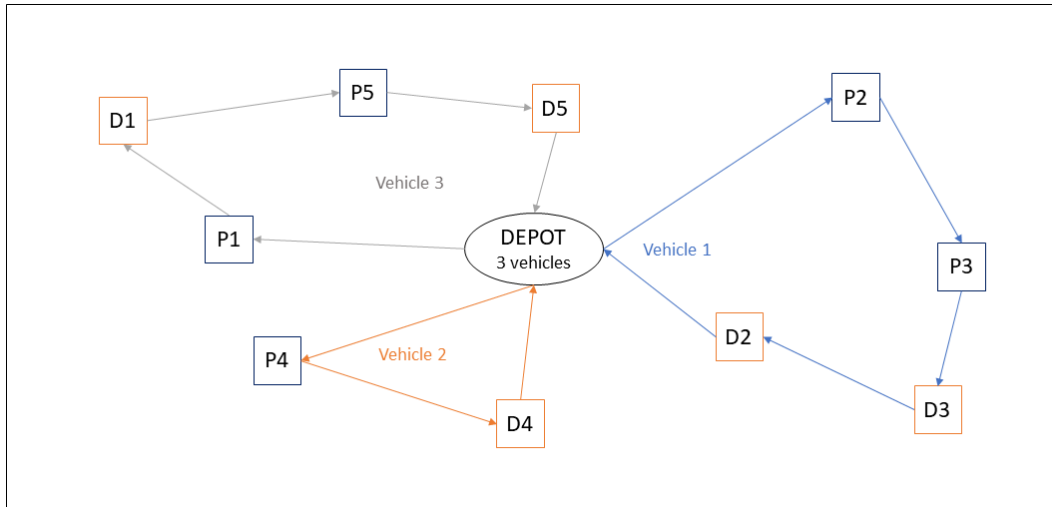 P5
P2
D5
D1
Vehicle 3
P1
DEPOT
3 vehicles
Vehicle 1
P3
D2
Vehicle 2
P4
D3
D4